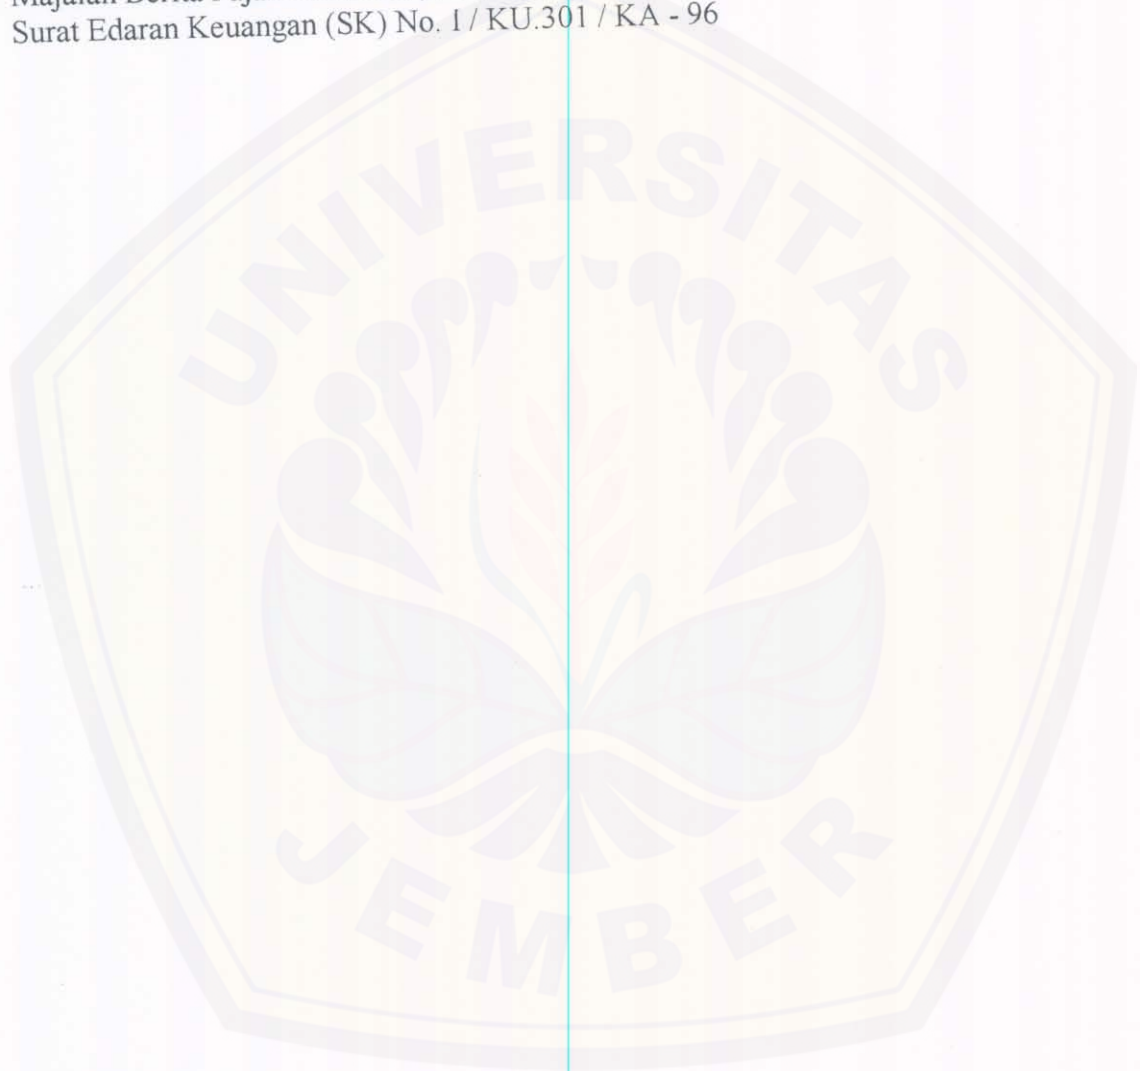 Surat Edaran Keuangan (SK) No. 1 / KU.301 / KA - 96
UNIVERSITAS
JEMBER